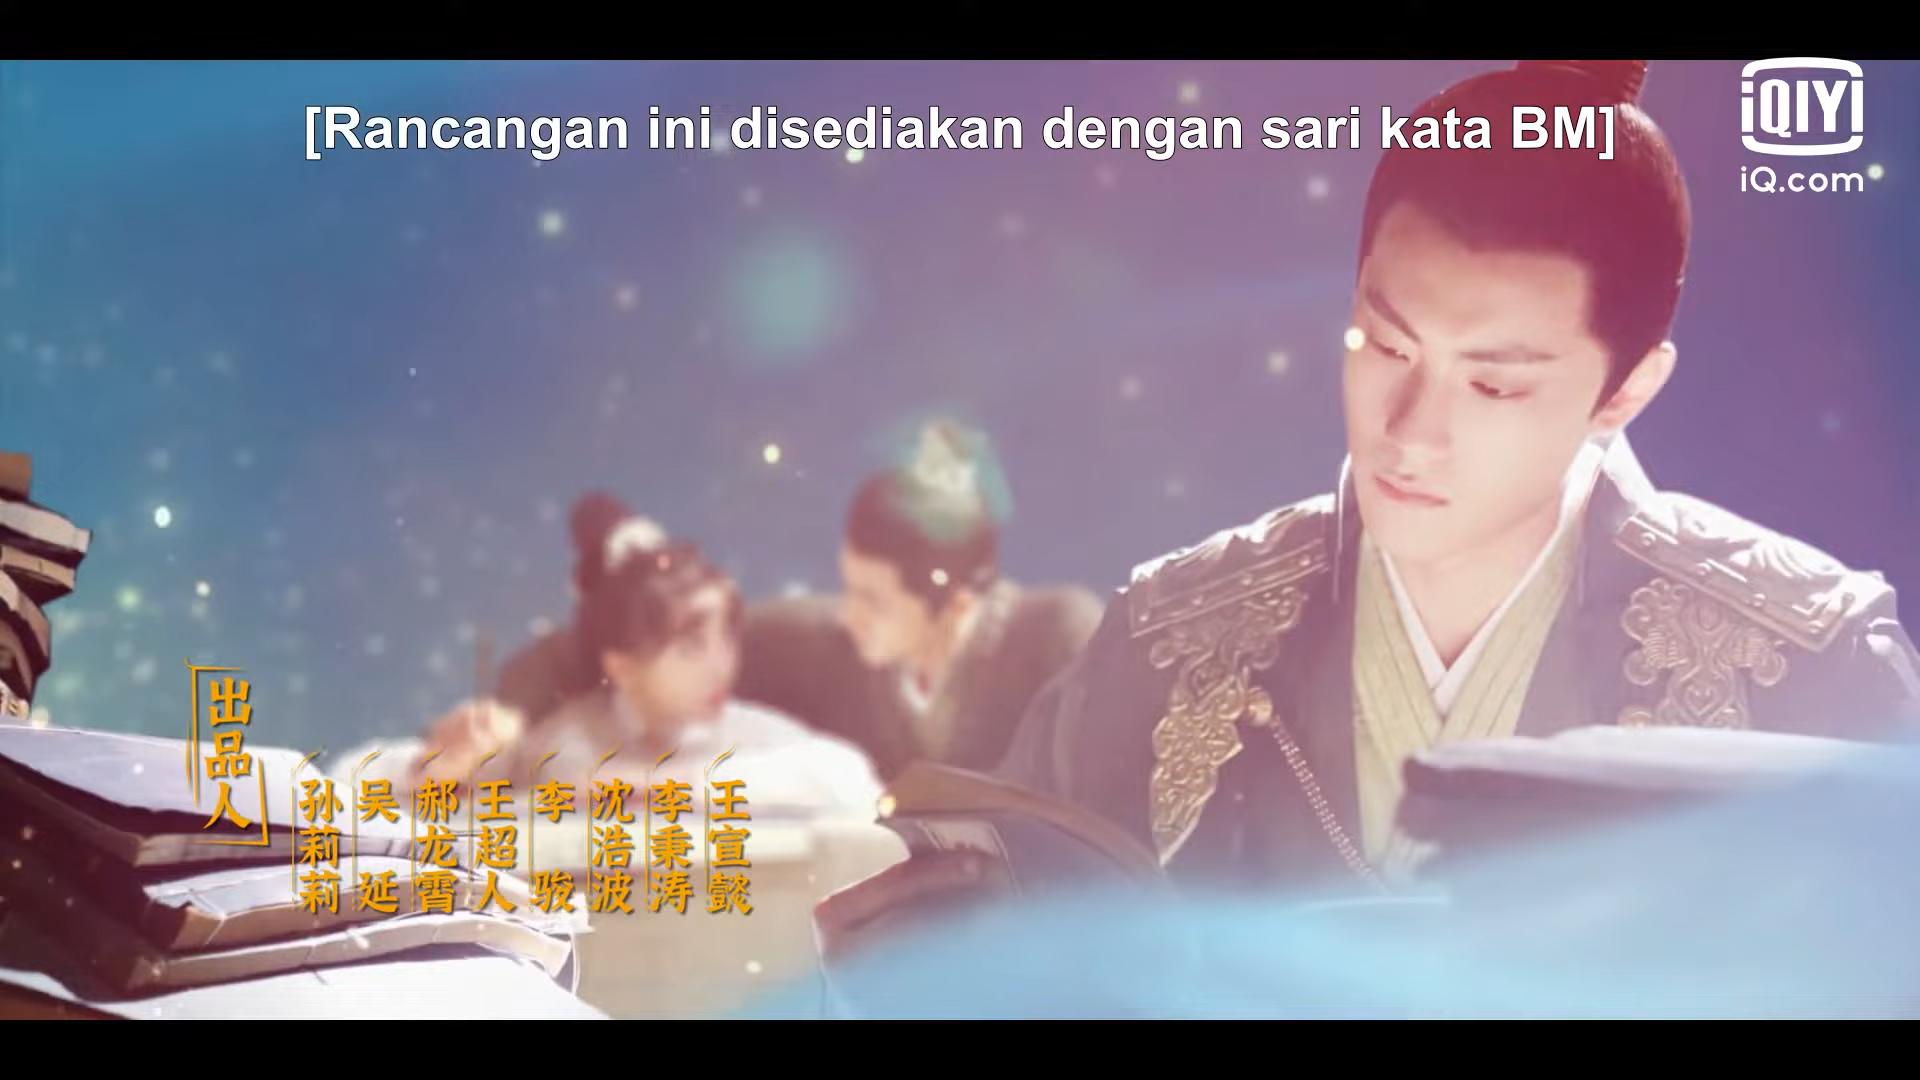 [Rancangan ini disediakan dengan sari kata BM]
iQIYI
iQ.com
出品人
孙莉莉
吴延
郝龙霄
王超人
李骏
沈浩波
李秉涛
王宣懿